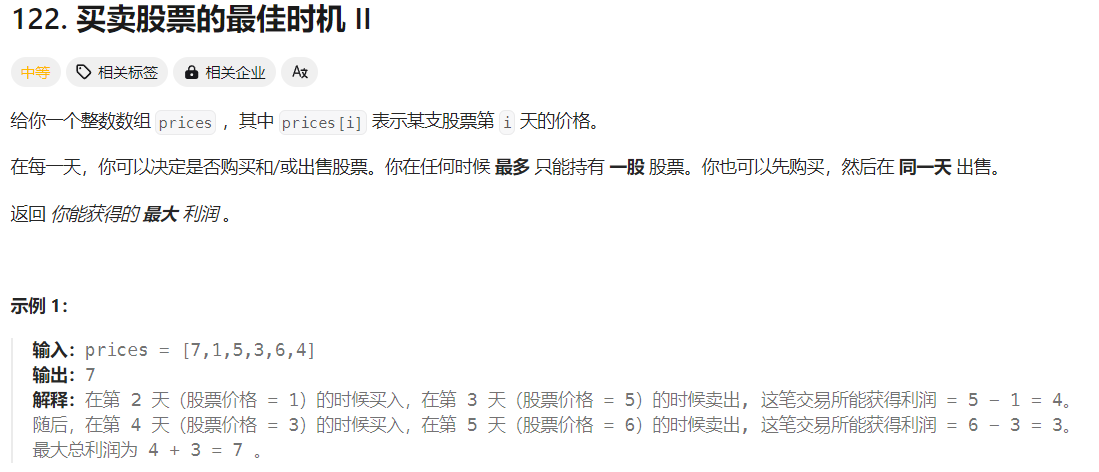 122. 买卖股票的最佳时机 II
中等 相关标签 相关企业 Ax
给你一个整数数组 prices ，其中 prices[i] 表示某支股票第 i 天的价格。
在每一天，你可以决定是否购买和/或出售股票。你在任何时候 最多 只能持有 一股 股票。你也可以先购买，然后在 同一天 出售。
返回 你能获得的 最大 利润 。
示例 1：
输入：prices = [7,1,5,3,6,4]
输出：7
解释：在第 2 天（股票价格 = 1）的时候买入，在第 3 天（股票价格 = 5）的时候卖出, 这笔交易所能获得利润 = 5 - 1 = 4。
随后，在第 4 天（股票价格 = 3）的时候买入，在第 5 天（股票价格 = 6）的时候卖出, 这笔交易所能获得利润 = 6 - 3 = 3。
最大总利润为 4 + 3 = 7 。